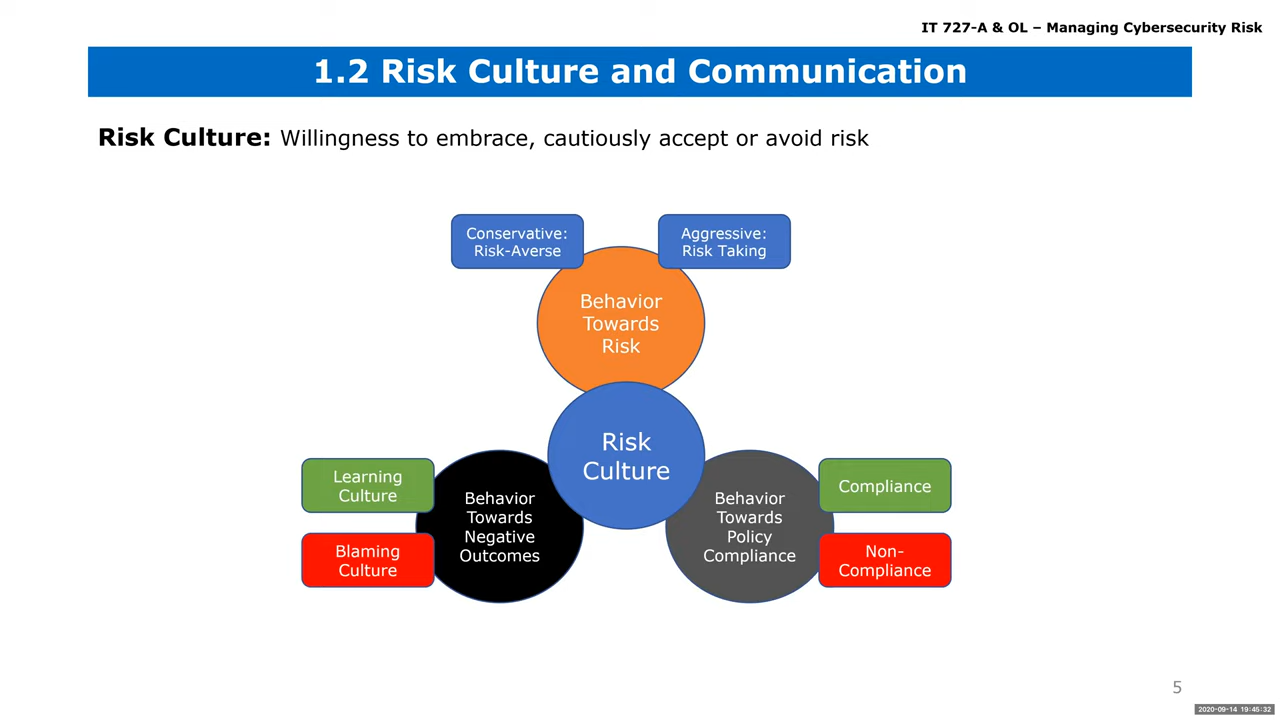 IT 727-A & OL – Managing Cybersecurity Risk
1.2 Risk Culture and Communication
Risk Culture: Willingness to embrace, cautiously accept or avoid risk
Conservative:
Risk-Averse
Aggressive:
Risk Taking
Behavior
Towards
Risk
Risk
Culture
Learning
Culture
Blaming
Culture
Behavior
Towards
Negative
Outcomes
Behavior
Towards
Policy
Compliance
Compliance
Non-
Compliance
5
2020-09-14 19:45:32